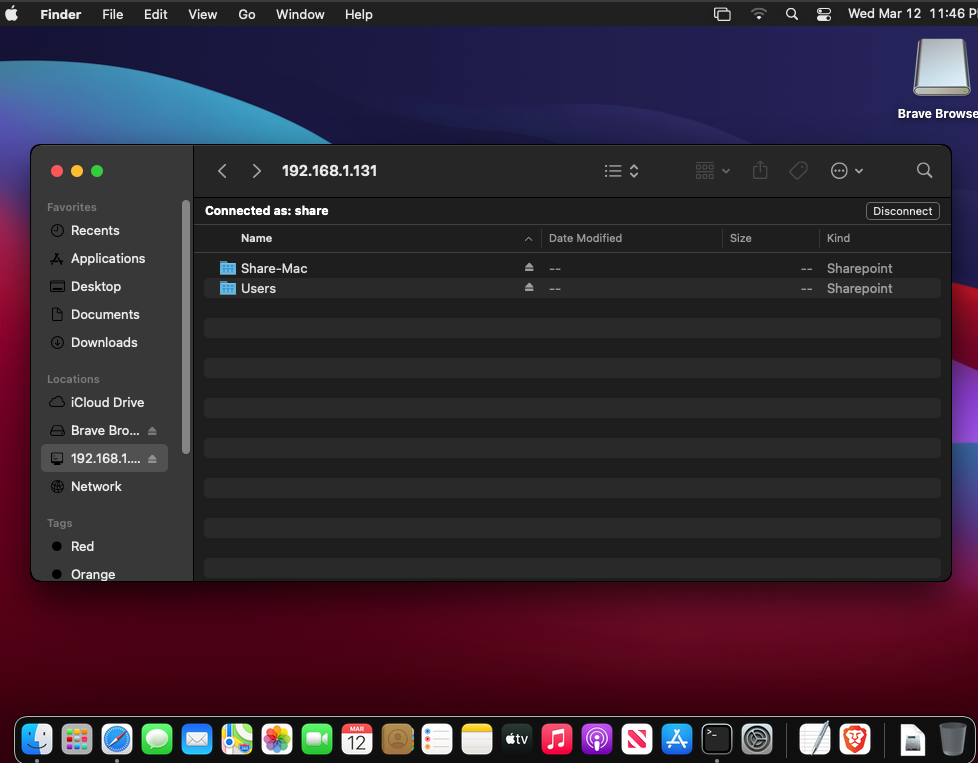 Finder File Edit View Go Window Help Wed Mar 12 11:46 P
Brave Browse
192.168.1.131
Favorites
Recents
Applications
Desktop
Documents
Downloads
Locations
iCloud Drive
Brave Bro...
192.168.1....
Network
Tags
Red
Orange
Connected as: share Disconnect
Name Date Modified Size Kind
Share-Mac -- -- Sharepoint
Users -- -- Sharepoint
MAR
12
tv
>_